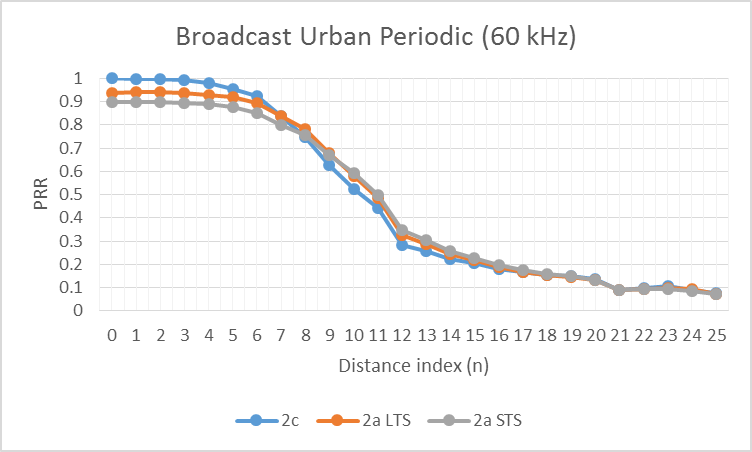 Broadcast Urban Periodic (60 kHz)
1
0.9
0.8
0.7
0.6
0.5
0.4
0.3
0.2
0.1
0
PRR
0 1 2 3 4 5 6 7 8 9 10 11 12 13 14 15 16 17 18 19 20 21 22 23 24 25
Distance index (n)
2c 2a LTS 2a STS